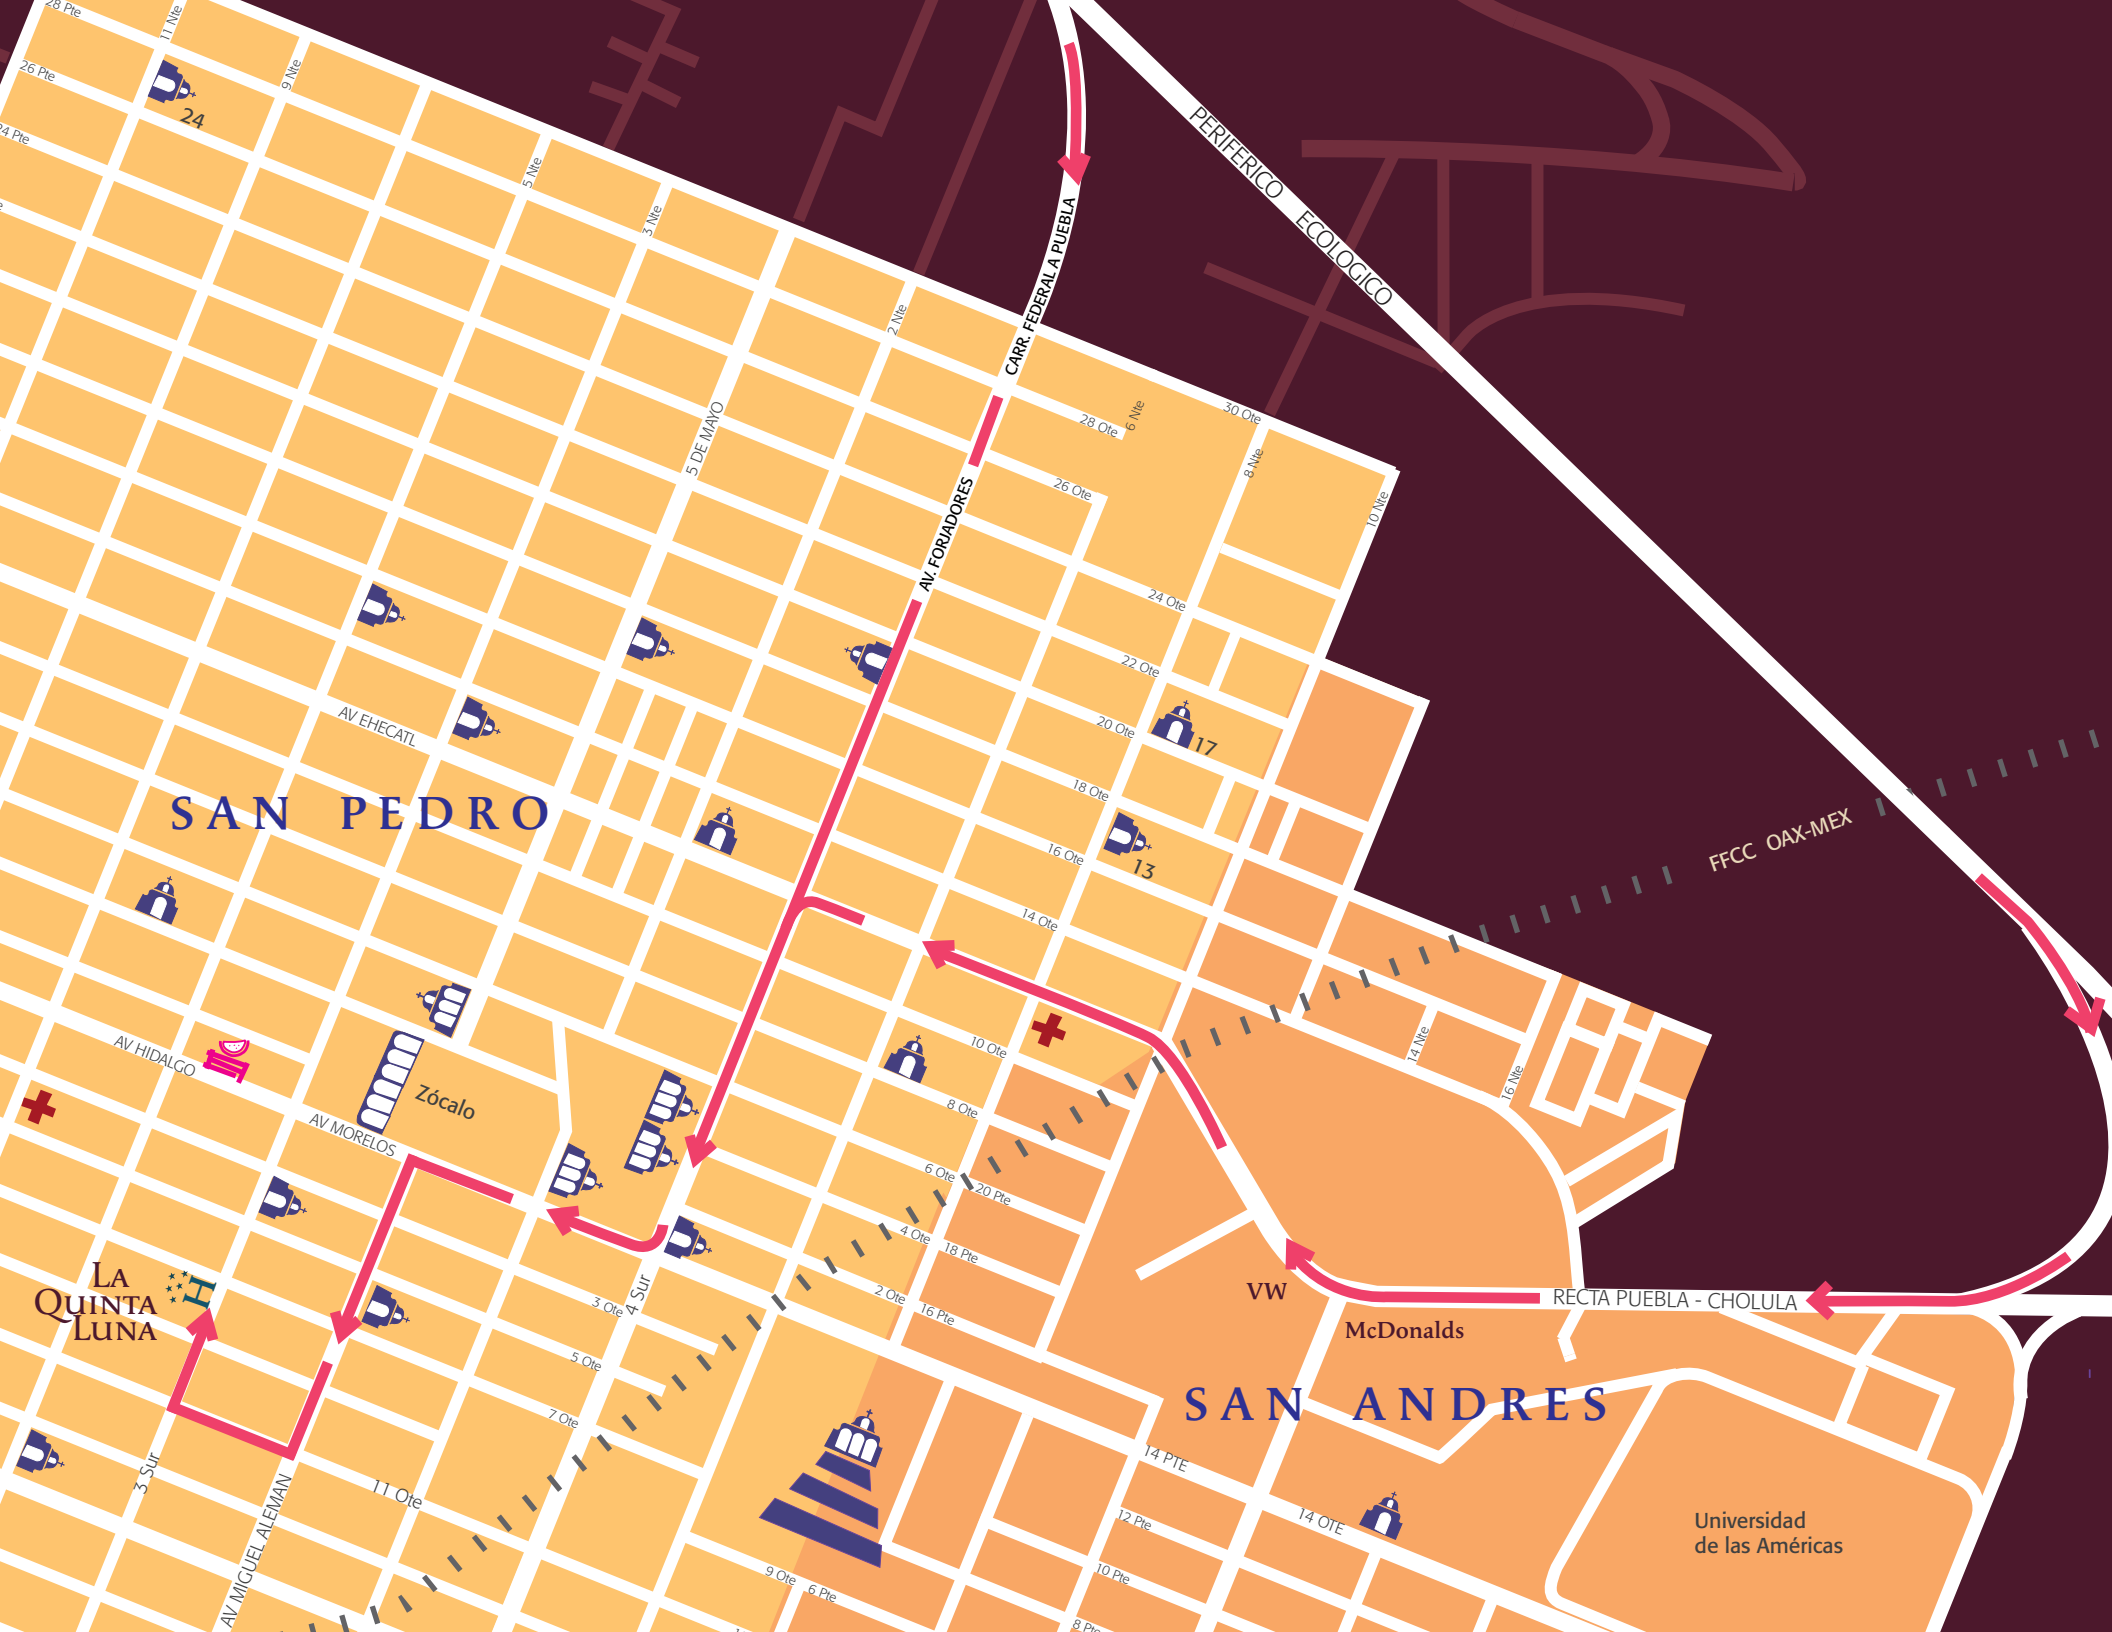 28 Pte
11 Nte
26 Pte
9 Nte
24 Pte
24
5 Nte
3 Nte
2 Nte
5 DE MAYO
CARR. FEDERAL A PUEBLA
PERIFERICO ECOLOGICO
28 Ote
6 Nte
30 Ote
8 Nte
10 Nte
26 Ote
AV. FORJADORES
24 Ote
22 Ote
20 Ote
17
18 Ote
13
16 Ote
14 Ote
FFCC OAX-MEX
AV EHECATL
SAN PEDRO
10 Ote
14 Nte
16 Nte
AV HIDALGO
Zócalo
AV MORELOS
8 Ote
6 Ote
20 Pte
4 Ote
18 Pte
2 Ote
16 Pte
LA
QUINTA
LUNA
H
3 Ote
4 Sur
5 Ote
7 Ote
VW
RECTA PUEBLA - CHOLULA
McDonalds
SAN ANDRES
3 Sur
AV MIGUEL ALEMAN
11 Ote
14 PTE
14 OTE
12 Pte
10 Pte
9 Ote
6 Pte
8 Pte
Universidad
de las Américas